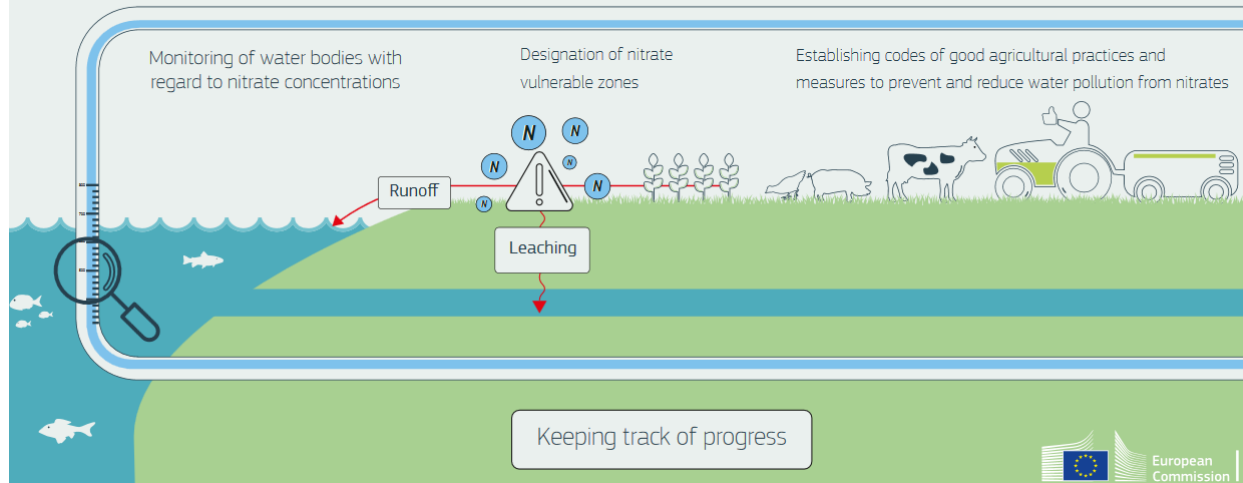 Monitoring of water bodies with
regard to nitrate concentrations
Designation of nitrate
vulnerable zones
Establishing codes of good agricultural practices and
measures to prevent and reduce water pollution from nitrates
N
N
N
N
N
N
Runoff
Leaching
Keeping track of progress
European
Commission